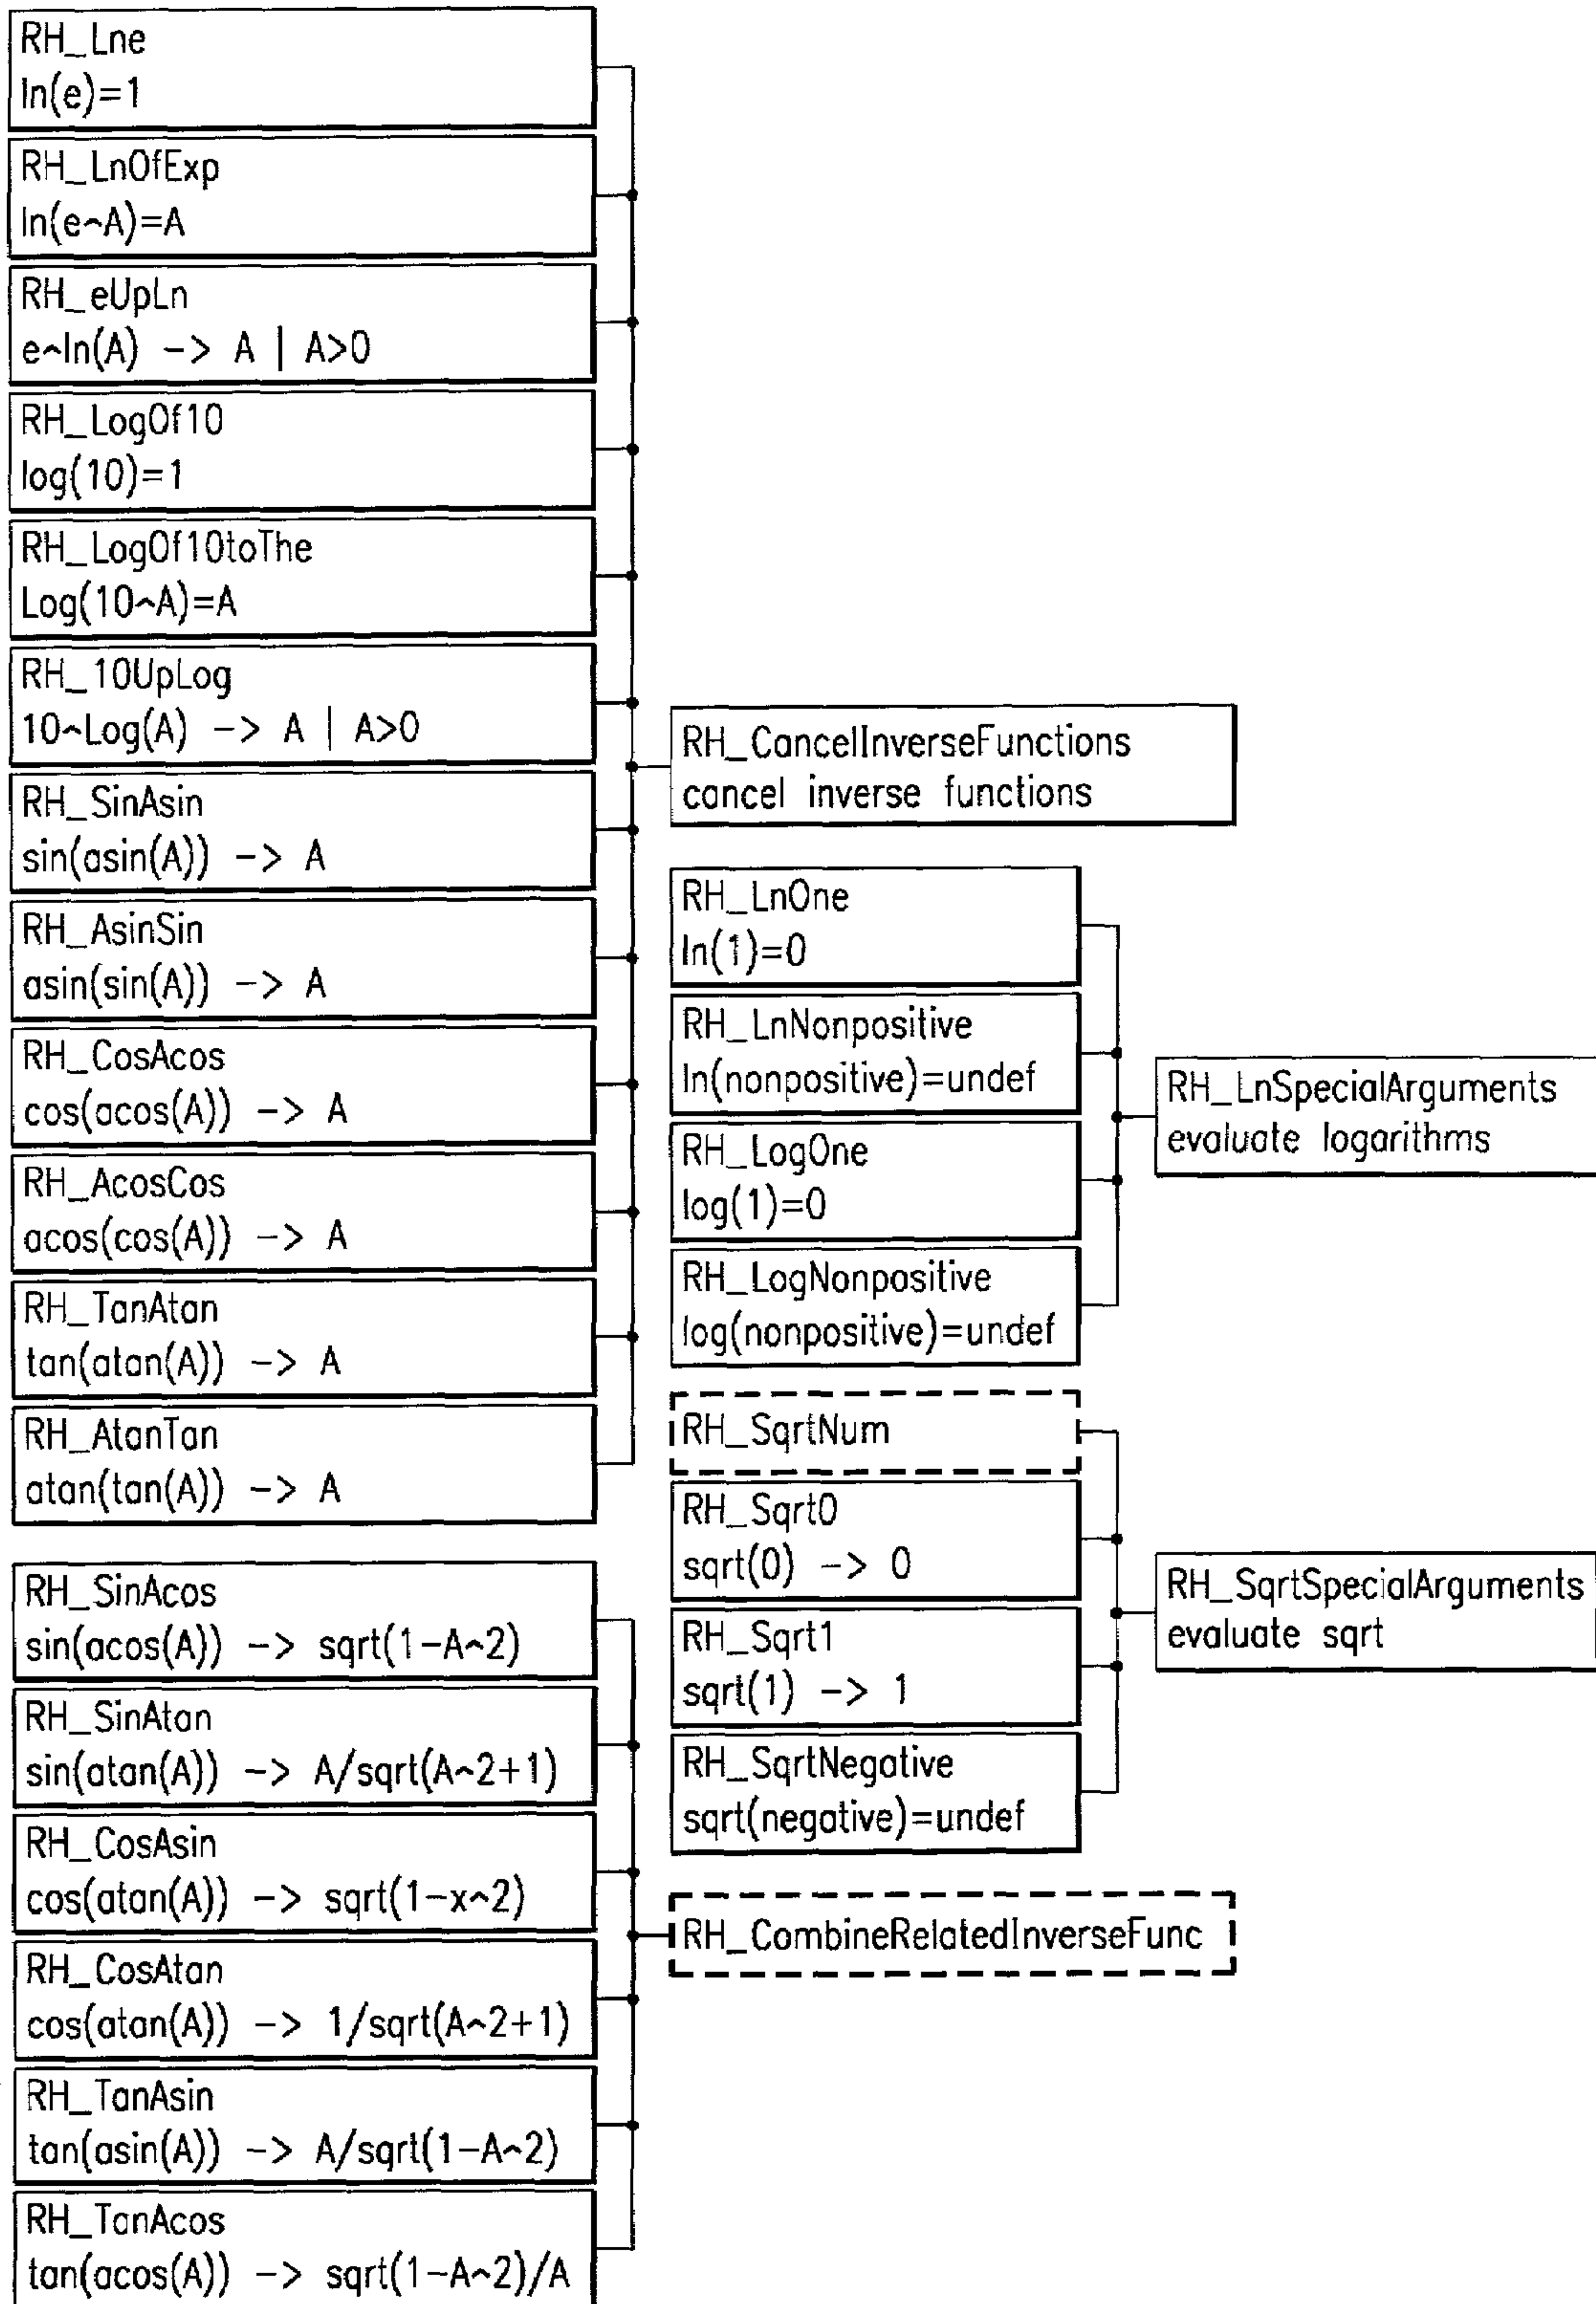 RH_Lne
ln(e)=1
RH_LnOfExp
ln(e~A)=A
RH_eUpLn
e~ln(A) -> A | A>0
RH_LogOf10
log(10)=1
RH_LogOf10toThe
Log(10~A)=A
RH_10UpLog
10~Log(A) -> A | A>0
RH_SinAsin
sin(asin(A)) -> A
RH_AsinSin
asin(sin(A)) -> A
RH_CosAcos
cos(acos(A)) -> A
RH_AcosCos
acos(cos(A)) -> A
RH_TanAtan
tan(atan(A)) -> A
RH_AtanTan
atan(tan(A)) -> A
RH_CancelInverseFunctions
cancel inverse functions
RH_LnOne
ln(1)=0
RH_LnNonpositive
ln(nonpositive)=undef
RH_LogOne
log(1)=0
RH_LogNonpositive
log(nonpositive)=undef
RH_LnSpecialArguments
evaluate logarithms
RH_SqrtNum
RH_Sqrt0
sqrt(0) -> 0
RH_Sqrt1
sqrt(1) -> 1
RH_SqrtNegative
sqrt(negative)=undef
RH_SqrtSpecialArguments
evaluate sqrt
RH_SinAcos
sin(acos(A)) -> sqrt(1-A~2)
RH_SinAtan
sin(atan(A)) -> A/sqrt(A~2+1)
RH_CosAsin
cos(atan(A)) -> sqrt(1-x~2)
RH_CosAtan
cos(atan(A)) -> 1/sqrt(A~2+1)
RH_TanAsin
tan(asin(A)) -> A/sqrt(1-A~2)
RH_TanAcos
tan(acos(A)) -> sqrt(1-A~2)/A
RH_CombineRelatedInverseFunc